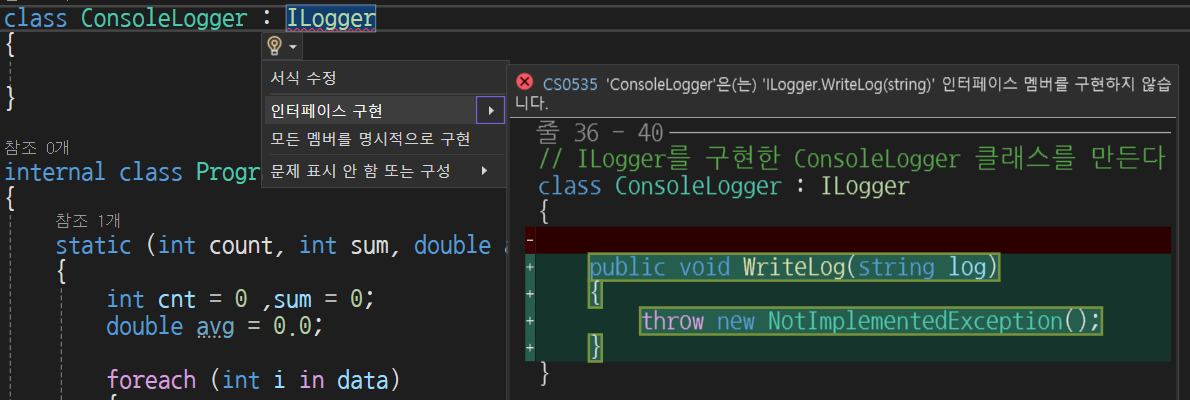 class ConsoleLogger : ILogger
{
}
참조 0개
internal class Progr
{
참조 1개
static (int count, int sum, double a
{
int cnt = 0 ,sum = 0;
double avg = 0.0;
foreach (int i in data)
서식 수정
인터페이스 구현
모든 멤버를 명시적으로 구현
문제 표시 안 함 또는 구성
CS0535 'ConsoleLogger'은(는) 'ILogger.WriteLog(string)' 인터페이스 멤버를 구현하지 않습
니다.
줄 36 - 40
// ILogger를 구현한 ConsoleLogger 클래스를 만든다
class ConsoleLogger : ILogger
{
-
+ public void WriteLog(string log)
+ {
+ throw new NotImplementedException();
+ }
}